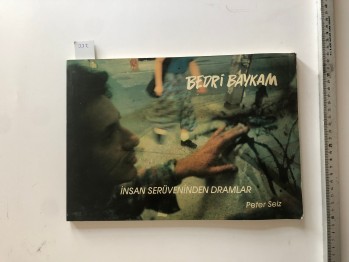 BEDRİ BAYKAM
İNSAN SERÜVENİNDEN DRAMLAR
Peter Selz